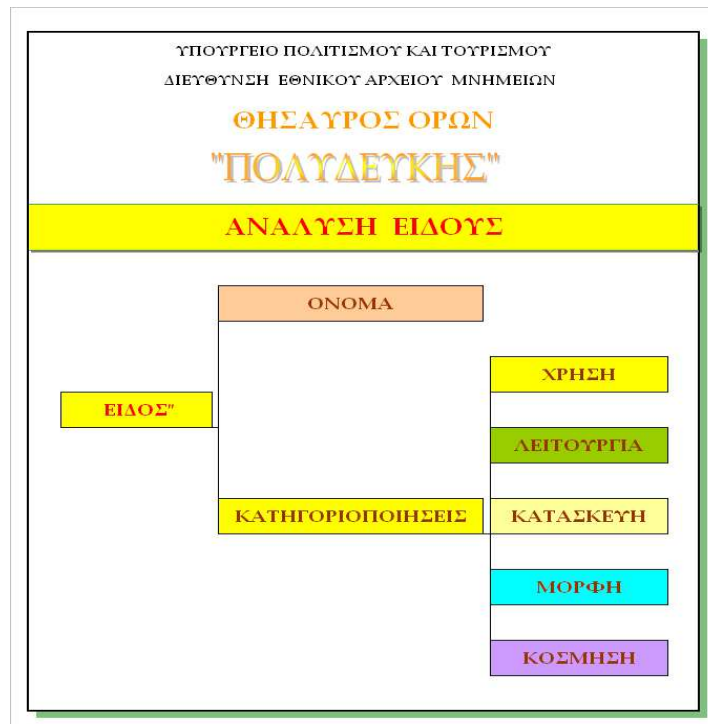 ΥΠΟΥΡΓΕΙΟ ΠΟΛΙΤΙΣΜΟΥ ΚΑΙ ΤΟΥΡΙΣΜΟΥ
ΔΙΕΥΘΥΝΣΗ ΕΘΝΙΚΟΥ ΑΡΧΕΙΟΥ ΜΝΗΜΕΙΩΝ
ΘΗΣΑΥΡΟΣ ΟΡΩΝ
"ΠΟΛΥΔΕΥΚΗΣ"
ΑΝΑΛΥΣΗ ΕΙΔΟΥΣ
ΟΝΟΜΑ
ΧΡΗΣΗ
ΕΙΔΟΣ"
ΛΕΙΤΟΥΡΓΙΑ
ΚΑΤΗΓΟΡΙΟΠΟΙΗΣΕΙΣ
ΚΑΤΑΣΚΕΥΗ
ΜΟΡΦΗ
ΚΟΣΜΗΣΗ